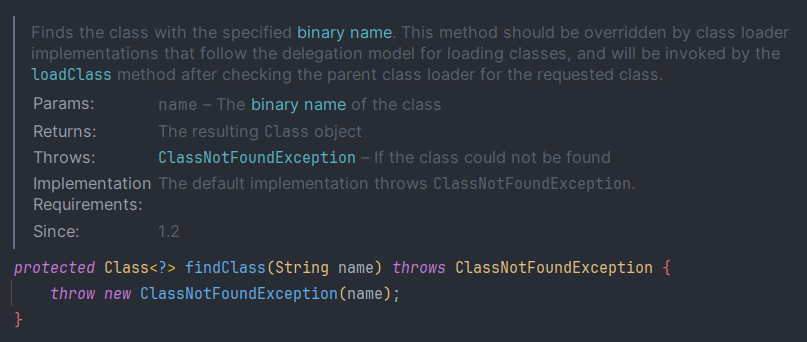 Finds the class with the specified binary name. This method should be overridden by class loader
implementations that follow the delegation model for loading classes, and will be invoked by the
loadClass method after checking the parent class loader for the requested class.
Params: name – The binary name of the class
Returns: The resulting Class object
Throws: ClassNotFoundException – If the class could not be found
Implementation The default implementation throws ClassNotFoundException.
Requirements:
Since: 1.2
protected Class<?> findClass(String name) throws ClassNotFoundException {
    throw new ClassNotFoundException(name);
}